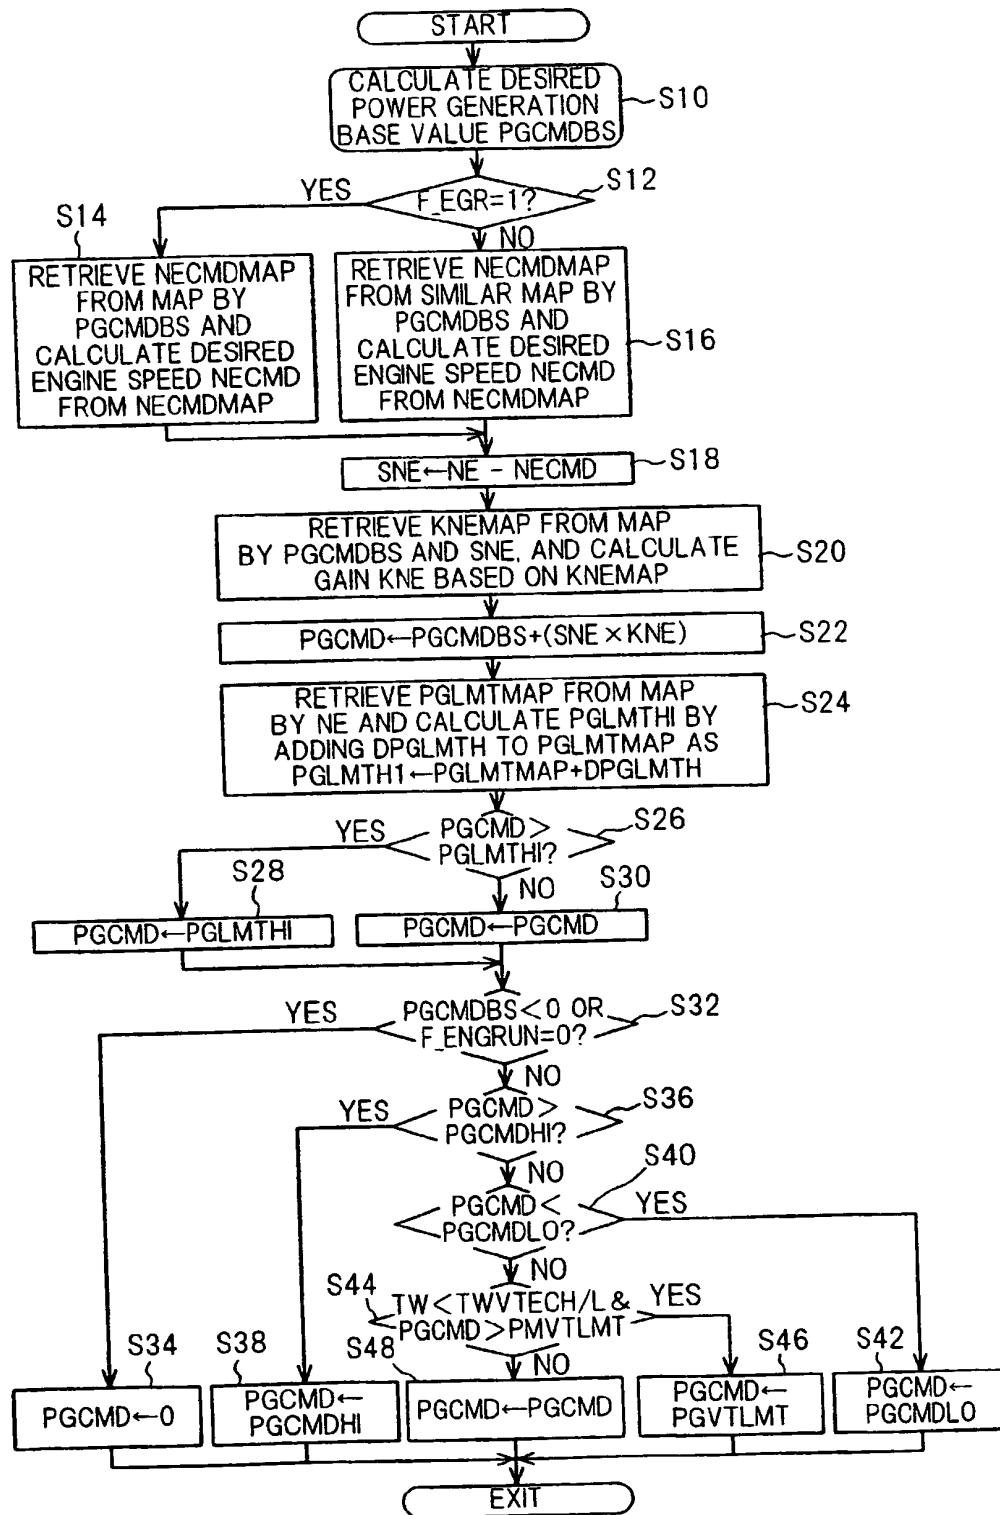 START
CALCULATE DESIRED
POWER GENERATION
BASE VALUE PGCMDBS
S10
S12
YES
F_EGR=1?
NO
S14
RETRIEVE NECMDMAP
FROM MAP BY
PGCMDBS AND
CALCULATE DESIRED
ENGINE SPEED NECMD
FROM NECMDMAP
RETRIEVE NECMDMAP
FROM SIMILAR MAP BY
PGCMDBS AND
CALCULATE DESIRED
ENGINE SPEED NECMD
FROM NECMDMAP
S16
SNE←NE - NECMD
S18
RETRIEVE KNEMAP FROM MAP
BY PGCMDBS AND SNE, AND CALCULATE
GAIN KNE BASED ON KNEMAP
S20
PGCMD←PGCMDBS+(SNE×KNE)
S22
RETRIEVE PGLMTMAP FROM MAP
BY NE AND CALCULATE PGLMTHI BY
ADDING DPGLMTH TO PGLMTMAP AS
PGLMTH1←PGLMTMAP+DPGLMTH
S24
YES
PGCMD>
PGLMTHI?
S26
NO
S28
PGCMD←PGLMTHI
S30
PGCMD←PGCMD
YES
PGCMDBS<0 OR
F_ENGRUN=0?
S32
NO
YES
PGCMD>
PGCMDHI?
S36
NO
S40
PGCMD<
PGCMDLO?
YES
NO
S44
TW<TWVTECH/L &
PGCMD>PMVTLMT
YES
NO
S34
PGCMD←0
S38
PGCMD←
PGCMDHI
S48
PGCMD←PGCMD
S46
PGCMD←
PGVTLMT
S42
PGCMD←
PGCMDLO
EXIT